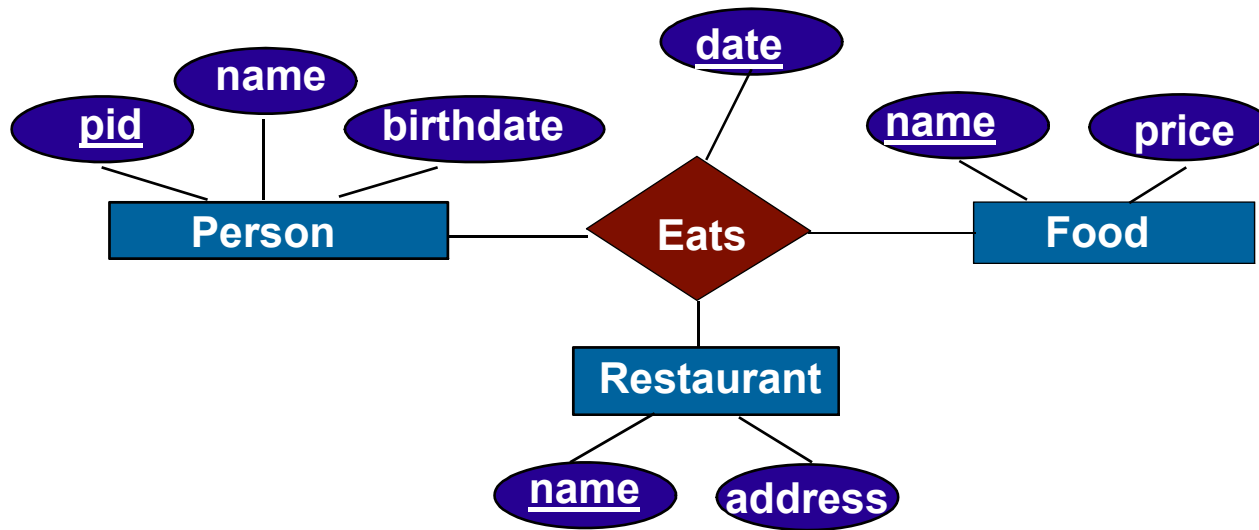 date
name
pid
birthdate
name
price
Person
Eats
Food
Restaurant
name
address